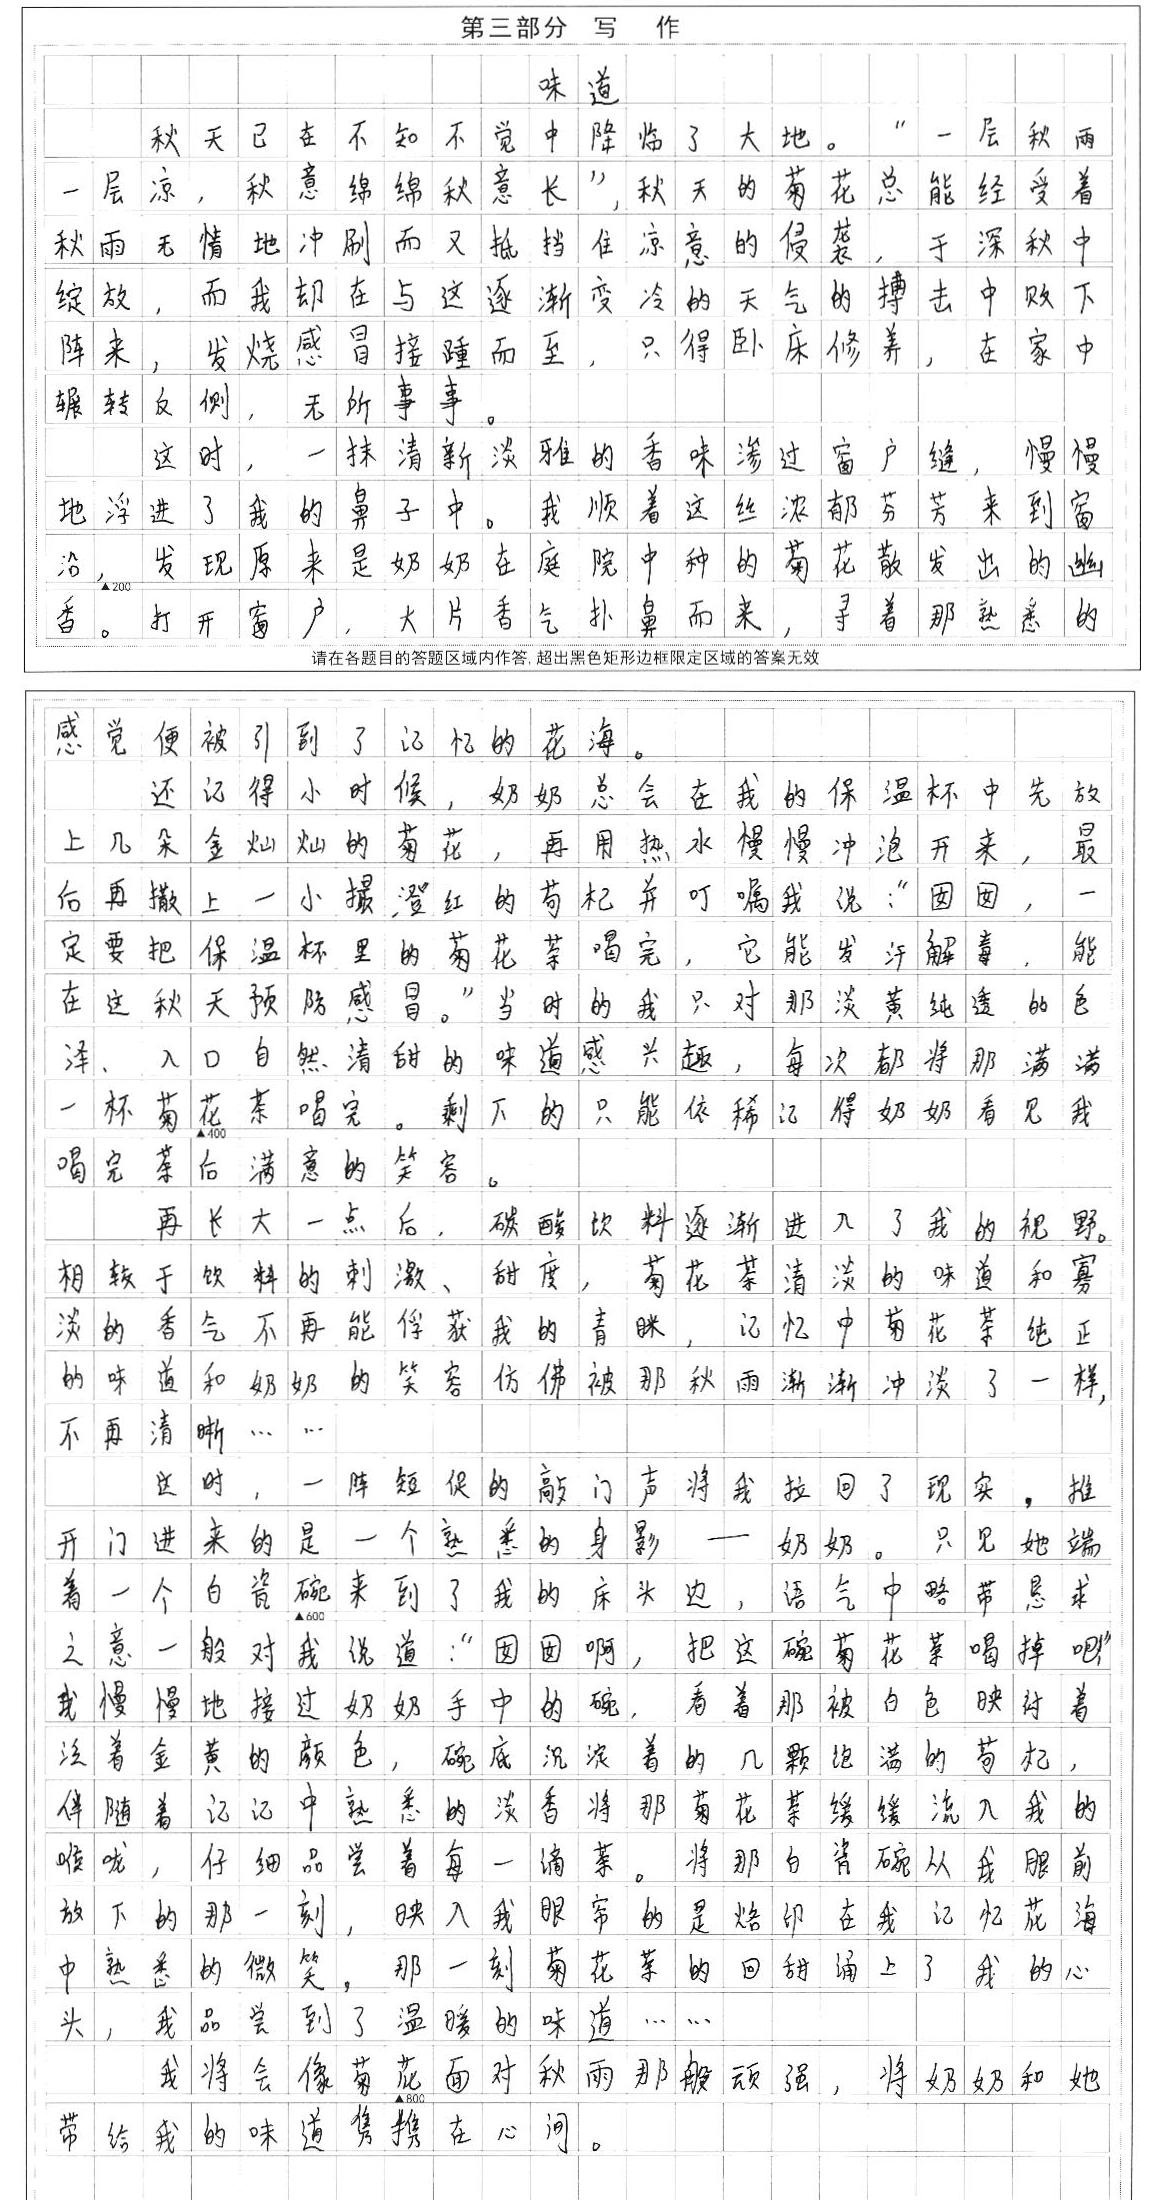 第三部分 写 作
味道
秋天已在不知不觉中降临了大地。“一层秋雨
一层凉，秋意绵绵秋意长”，秋天的菊花总能经受着
秋雨无情地冲刷而又抵挡住凉意的侵袭，于深秋中
绽放，而我却在与这逐渐变冷的天气的搏击中败下
阵来，发烧感冒接踵而至，只得卧床修养，在家中
辗转反侧，无所事事。
这时，一抹清新淡雅的香味渗过窗户缝，慢慢
地浮进了我的鼻子中。我顺着这丝浓郁芬芳来到窗
沿，发现原来是奶奶在庭院中种的菊花散发出的幽
▲200
香。打开窗户，大片香气扑鼻而来，寻着那熟悉的
请在各题目的答题区域内作答，超出黑色矩形边框限定区域的答案无效
感觉便被引到了记忆的花海。
还记得小时候，奶奶总会在我的保温杯中先放
上几朵金灿灿的菊花，再用热水慢慢冲泡开来，最
后再撒上一小撮澄红的苟杞并叮嘱我说：“囡囡，一
定要把保温杯里的菊花茶喝完，它能发汗解毒，能
在这秋天预防感冒。”当时的我只对那淡黄纯透的色
泽、入口自然清甜的味道感兴趣，每次都将那满满
一杯菊花茶喝完。剩下的只能依稀记得奶奶看见我
▲400
喝完茶后满意的笑容。
再长大一点后，碳酸饮料逐渐进入了我的视野。
相较于饮料的刺激、甜度，菊花茶清淡的味道和寡
淡的香气不再能俘获我的青睐，记忆中菊花茶纯正
的味道和奶奶的笑容仿佛被那秋雨渐渐冲淡了一样，
不再清晰……
这时，一阵短促的敲门声将我拉回了现实，推
开门进来的是一个熟悉的身影——奶奶。只见她端
着一个白瓷碗来到了我的床头边，语气中略带恳求
▲600
之意一般对我说道：“囡囡啊，把这碗菊花茶喝掉吧！”
我慢慢地接过奶奶手中的碗，看着那被白色映衬着
泛着金黄的颜色，碗底沉淀着的几颗饱满的苟杞，
伴随着记记中熟悉的淡香将那菊花茶缓缓流入我的
喉咙，仔细品尝着每一滴茶。将那白瓷碗从我眼前
放下的那一刻，映入我眼帘的是烙印在我记忆花海
中熟悉的微笑，那一刻菊花茶的回甜涌上了我的心
头，我品尝到了温暖的味道……
我将会像菊花面对秋雨那般顽强，将奶奶和她
▲800
带给我的味道隽携在心间。